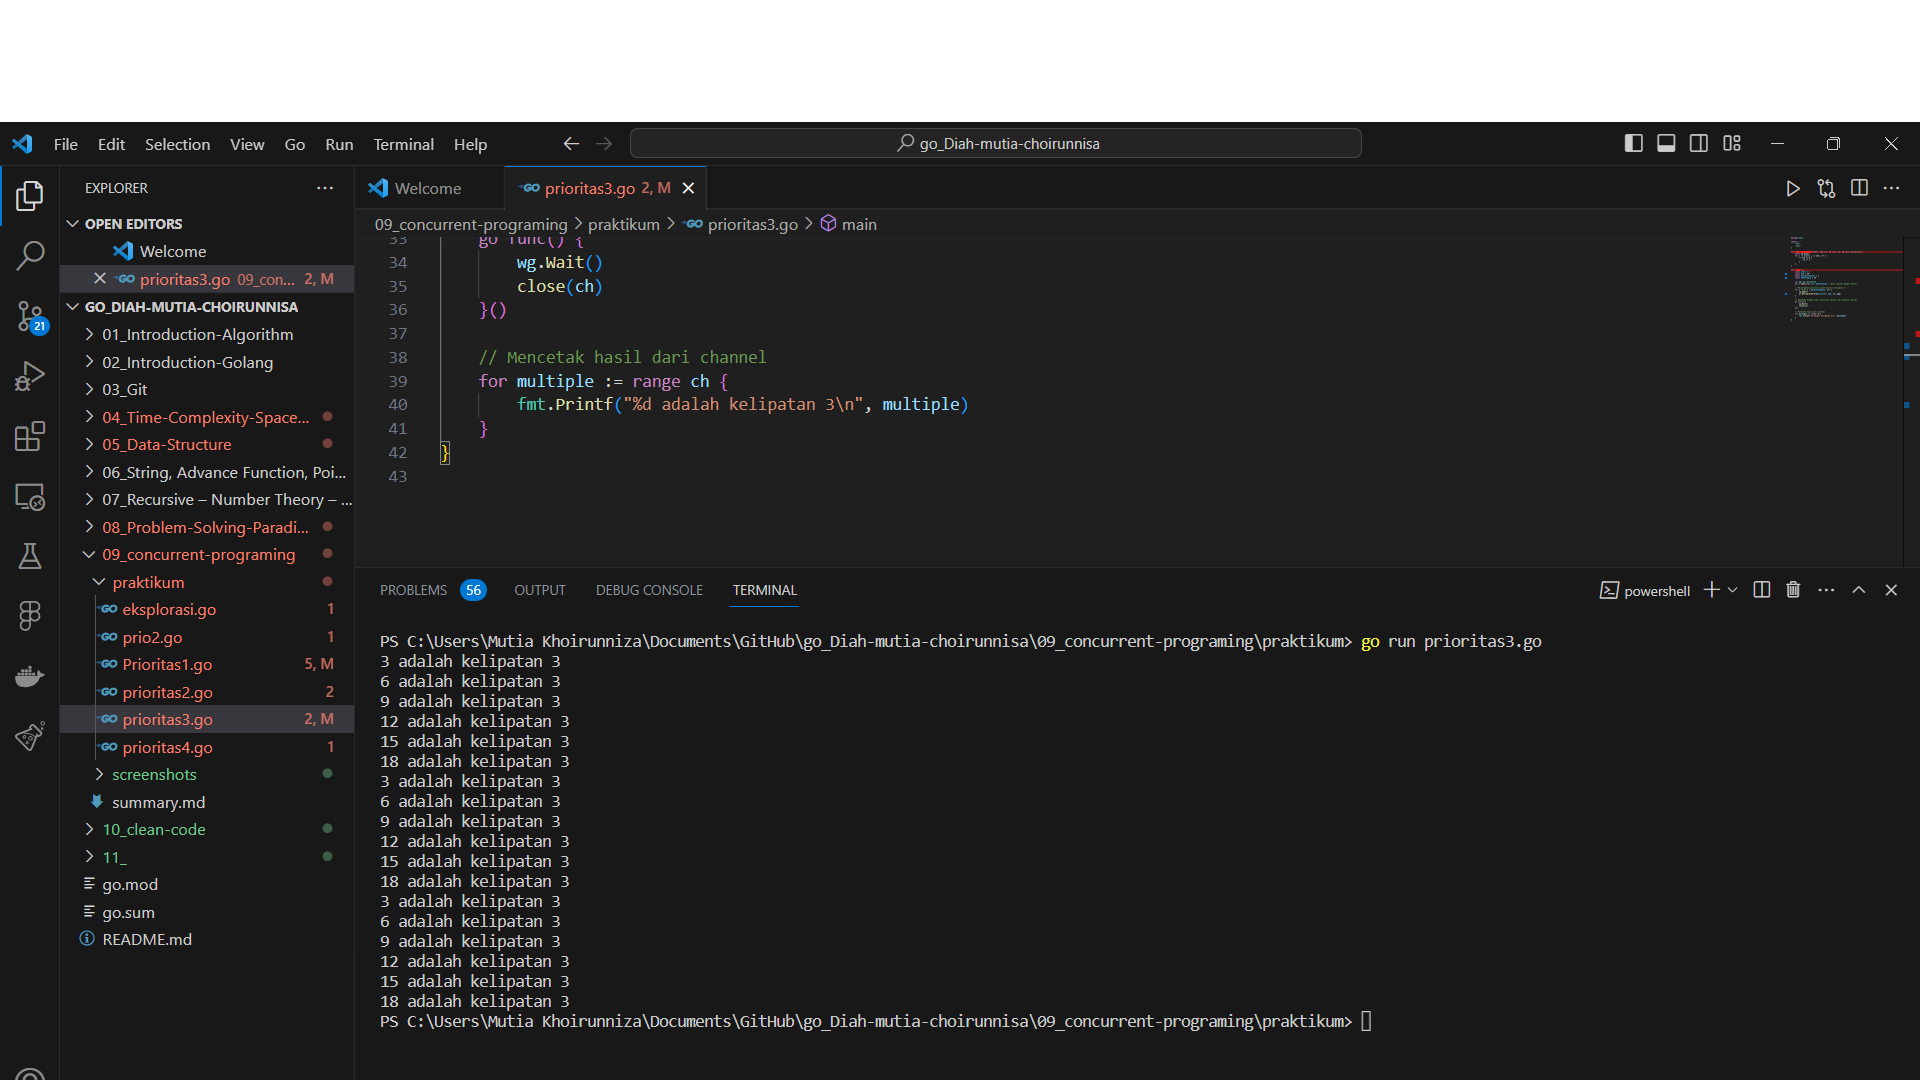 File Edit Selection View Go Run Terminal Help
go_Diah-mutia-choirunnisa
EXPLORER
OPEN EDITORS
Welcome
prioritas3.go 09_con... 2, M
GO_DIAH-MUTIA-CHOIRUNNISA
01_Introduction-Algorithm
02_Introduction-Golang
03_Git
04_Time-Complexity-Space...
05_Data-Structure
06_String, Advance Function, Poi...
07_Recursive – Number Theory – ...
08_Problem-Solving-Paradi...
09_concurrent-programing
praktikum
GO eksplorasi.go 1
GO prio2.go 1
GO Prioritas1.go 5, M
GO prioritas2.go 2
GO prioritas3.go 2, M
GO prioritas4.go 1
screenshots
summary.md
10_clean-code
11_
go.mod
go.sum
README.md
21
Welcome
GO prioritas3.go 2, M
09_concurrent-programing > praktikum > GO prioritas3.go > main
33 go func() {
34 wg.Wait()
35 close(ch)
36 }()
37
38 // Mencetak hasil dari channel
39 for multiple := range ch {
40 fmt.Printf("%d adalah kelipatan 3\n", multiple)
41 }
42 }
43
PROBLEMS 56 OUTPUT DEBUG CONSOLE TERMINAL
powershell
PS C:\Users\Mutia Khoirunniza\Documents\GitHub\go_Diah-mutia-choirunnisa\09_concurrent-programing\praktikum> go run prioritas3.go
3 adalah kelipatan 3
6 adalah kelipatan 3
9 adalah kelipatan 3
12 adalah kelipatan 3
15 adalah kelipatan 3
18 adalah kelipatan 3
3 adalah kelipatan 3
6 adalah kelipatan 3
9 adalah kelipatan 3
12 adalah kelipatan 3
15 adalah kelipatan 3
18 adalah kelipatan 3
3 adalah kelipatan 3
6 adalah kelipatan 3
9 adalah kelipatan 3
12 adalah kelipatan 3
15 adalah kelipatan 3
18 adalah kelipatan 3
PS C:\Users\Mutia Khoirunniza\Documents\GitHub\go_Diah-mutia-choirunnisa\09_concurrent-programing\praktikum>